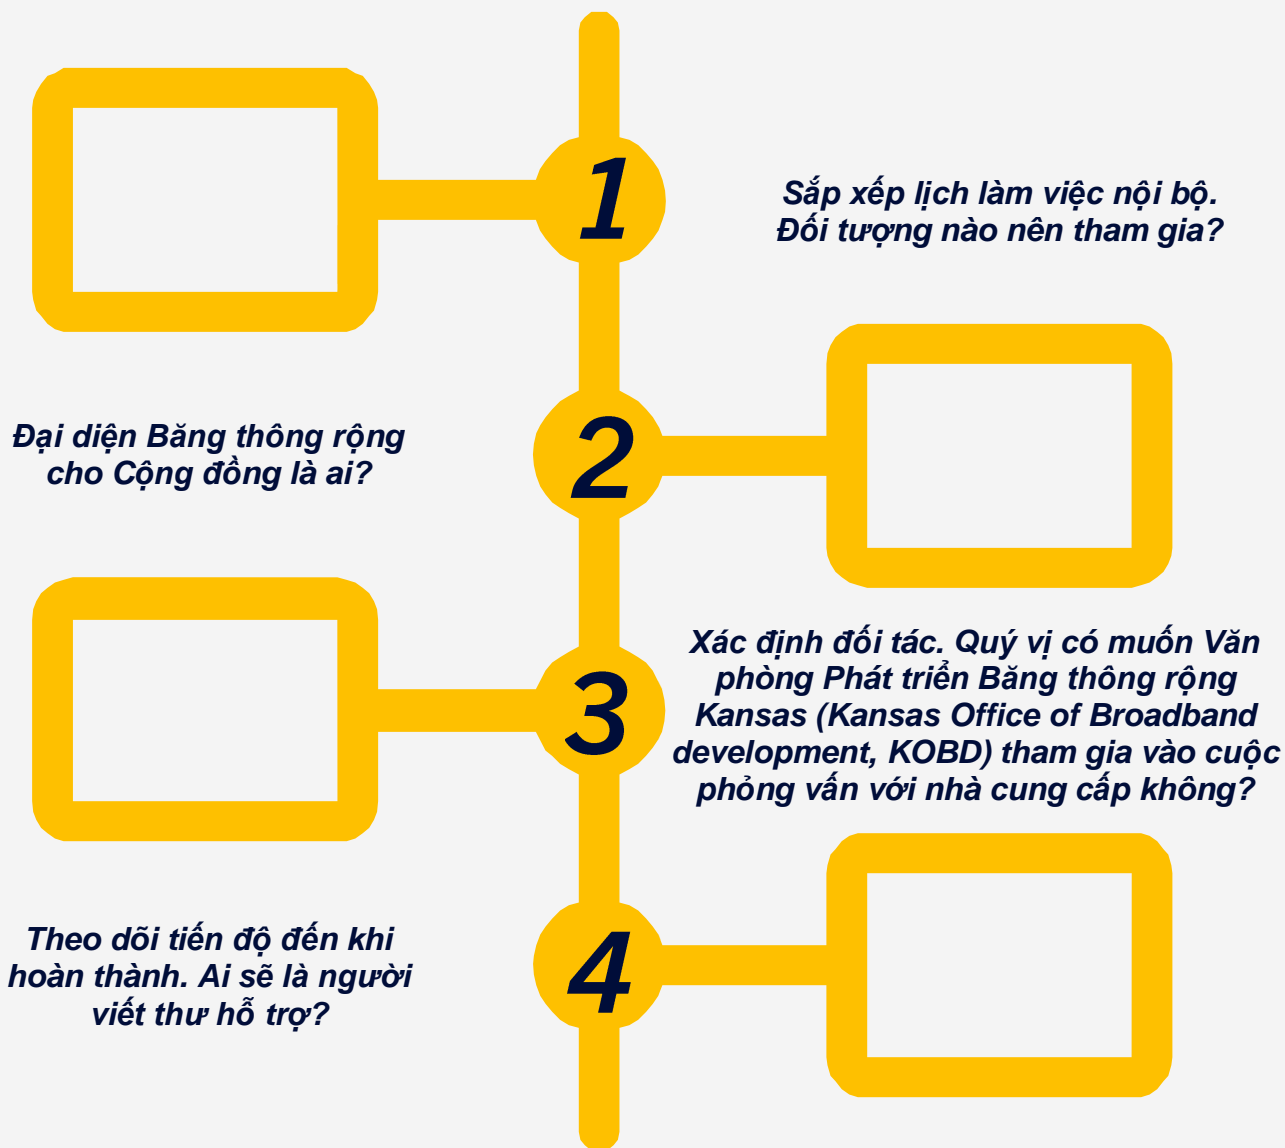 1
Sắp xếp lịch làm việc nội bộ.
Đối tượng nào nên tham gia?
2
Đại diện Băng thông rộng
cho Cộng đồng là ai?
3
Xác định đối tác. Quý vị có muốn Văn
phòng Phát triển Băng thông rộng
Kansas (Kansas Office of Broadband
development, KOBD) tham gia vào cuộc
phỏng vấn với nhà cung cấp không?
4
Theo dõi tiến độ đến khi
hoàn thành. Ai sẽ là người
viết thư hỗ trợ?